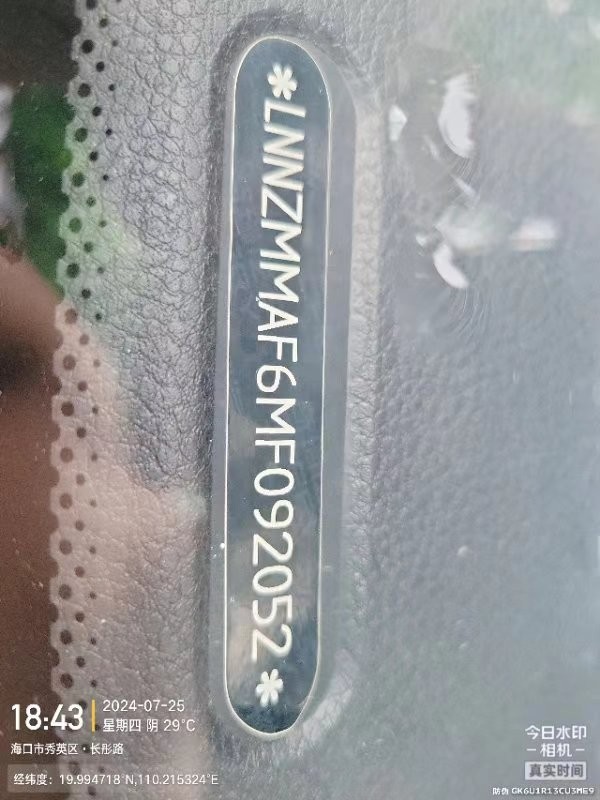 *LNNZMMAF6MF092052*
18:43
2024-07-25
星期四 阴 29°C
海口市秀英区·长彤路
经纬度：19.994718°N,110.215324°E
今日水印
-相机-
真实时间
防伪 GK6U1R13CU3ME9